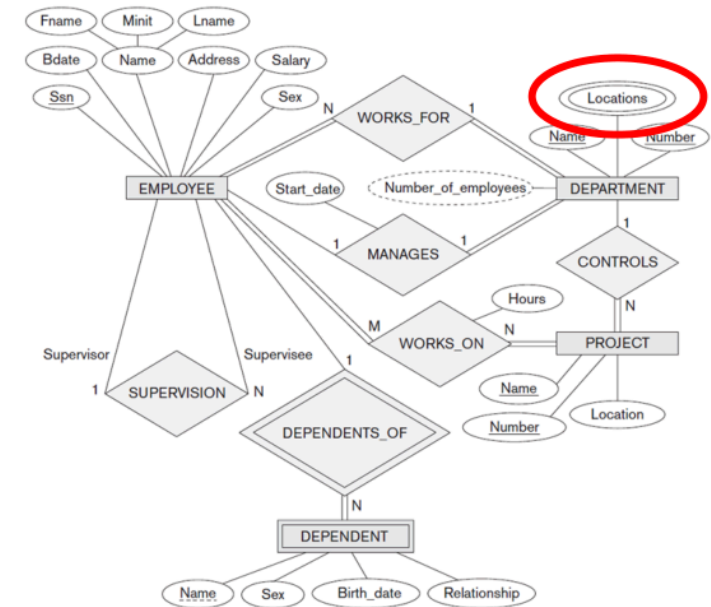 Fname
Minit
Lname
Bdate
Name
Address
Salary
Ssn
Sex
N
WORKS_FOR
1
Locations
Name
Number
EMPLOYEE
Start_date
Number_of_employees
DEPARTMENT
1
MANAGES
1
1
CONTROLS
N
Hours
M
WORKS_ON
N
PROJECT
Supervisor
Supervisee
1
SUPERVISION
N
1
Name
Number
Location
DEPENDENTS_OF
N
DEPENDENT
Name
Sex
Birth_date
Relationship